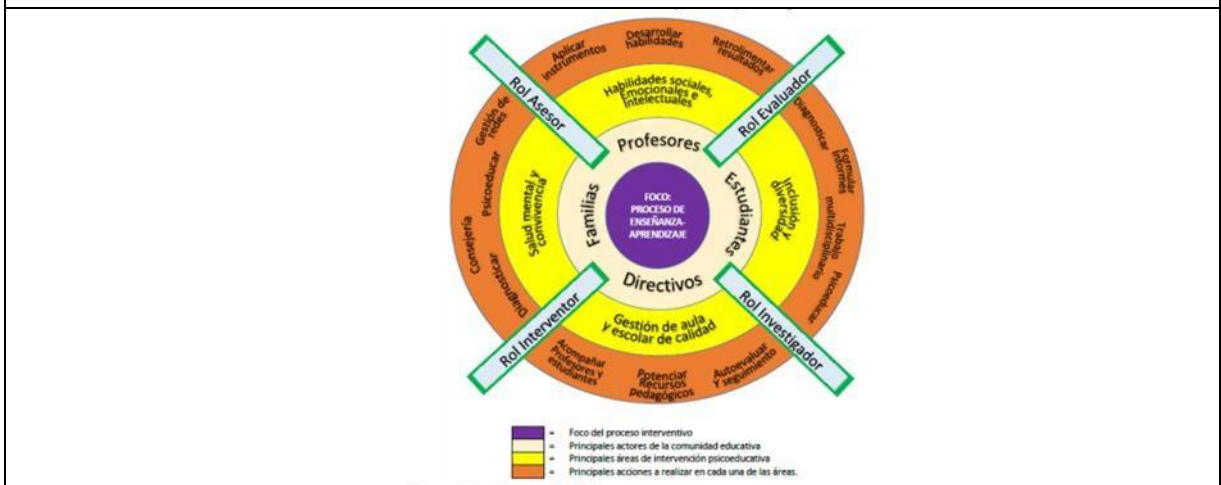 Aplicar
instrumentos
Desarrollar
habilidades
Retrolimentar
resultados
Rol Asesor
Rol Evaluador
Habilidades sociales,
Emocionales e
Intelectuales
Gestión de
redes
Diagnosticar
Formular
informes
Profesores
Psicoeducar
Salud mental y
convivencia
Familias
FOCO:
PROCESO DE
ENSEÑANZA-
APRENDIZAJE
Estudiantes
Inclusión y
diversidad
Trabajo
multidisciplinario
Consejería
Diagnosticar
Directivos
Psicoeducar
Rol Interventor
Rol Investigador
Gestión de aula
y escolar de calidad
Acompañar
Profesores y
estudiantes
Potenciar
Recursos
pedagógicos
Autoevaluar
Y seguimiento
= Foco del proceso interventivo
= Principales actores de la comunidad educativa
= Principales áreas de intervención psicoeducativa
= Principales acciones a realizar en cada una de las áreas.